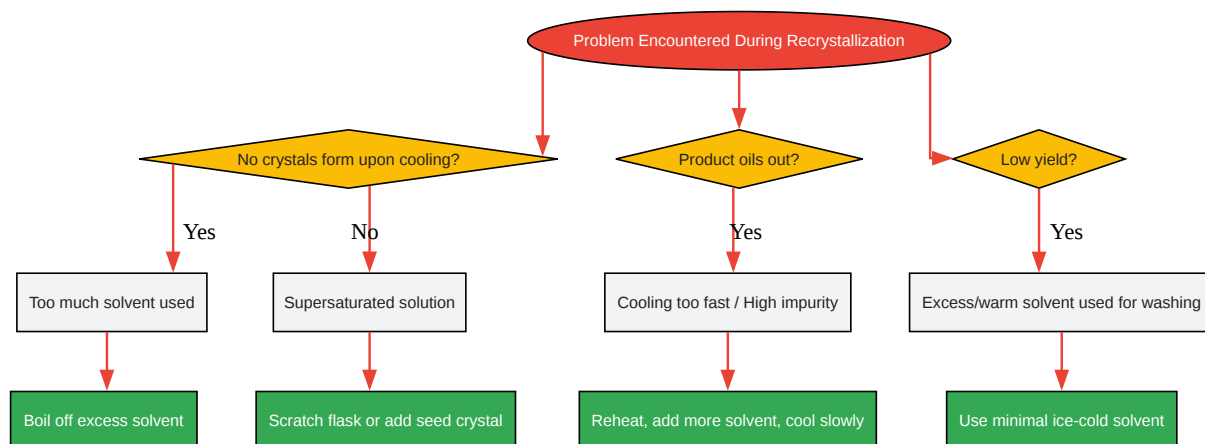 Problem Encountered During Recrystallization
No crystals form upon cooling?
Product oils out?
Low yield?
Yes
No
Yes
Yes
Too much solvent used
Supersaturated solution
Cooling too fast / High impurity
Excess/warm solvent used for washing
Boil off excess solvent
Scratch flask or add seed crystal
Reheat, add more solvent, cool slowly
Use minimal ice-cold solvent